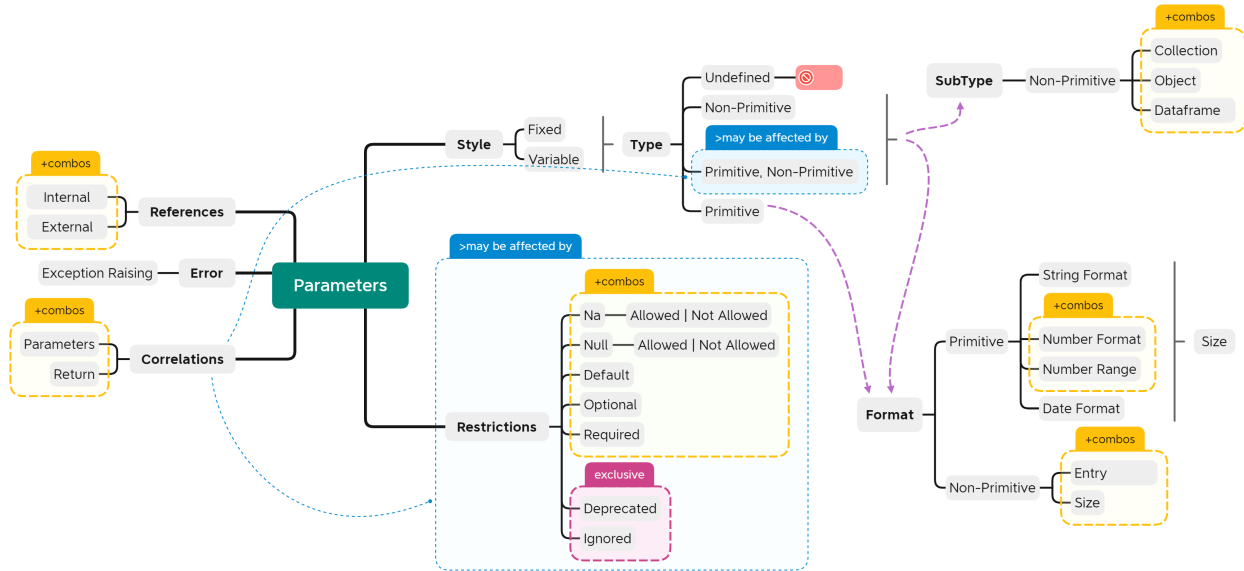 +combos
Internal
External
References
Exception Raising
Error
+combos
Parameters
Return
Correlations
Parameters
Style
Fixed
Variable
Type
Undefined
Non-Primitive
>may be affected by
Primitive, Non-Primitive
Primitive
SubType
Non-Primitive
+combos
Collection
Object
Dataframe
>may be affected by
Restrictions
+combos
Na
Allowed | Not Allowed
Null
Allowed | Not Allowed
Default
Optional
Required
exclusive
Deprecated
Ignored
Format
Primitive
String Format
+combos
Number Format
Number Range
Date Format
Size
Non-Primitive
+combos
Entry
Size